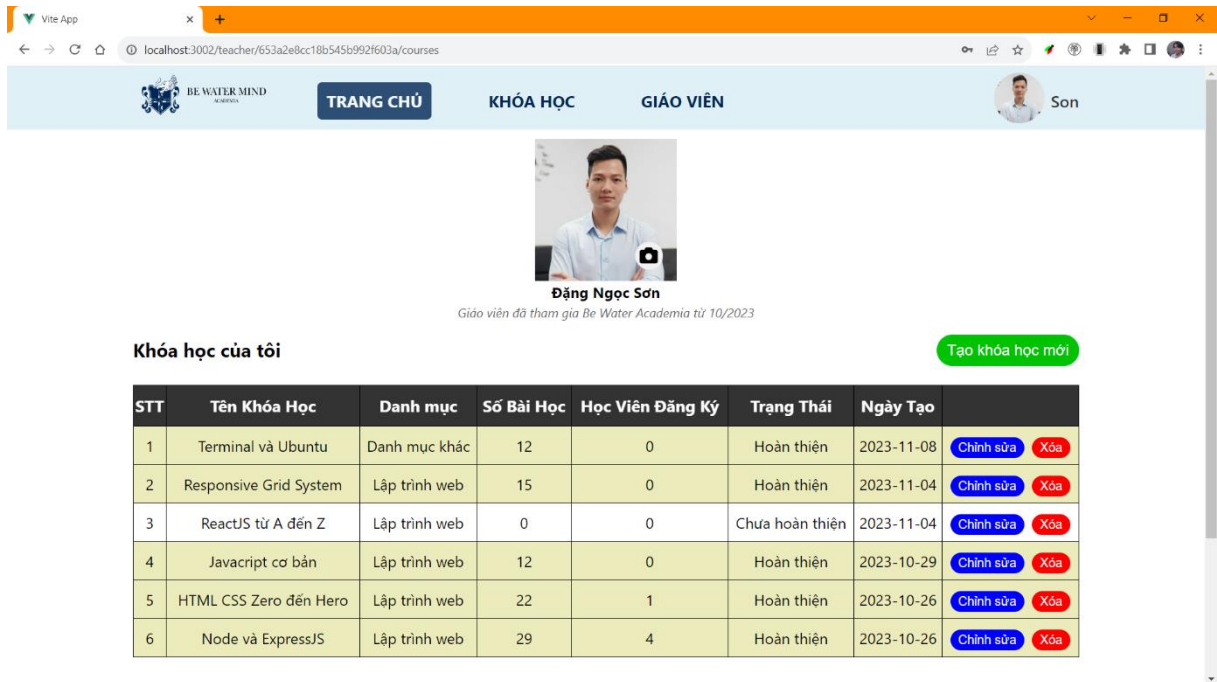 Vite App
localhost:3002/teacher/653a2e8cc18b545b992f603a/courses
BE WATER MIND
ACADEMIA
TRANG CHỦ KHÓA HỌC GIÁO VIÊN Son
Đặng Ngọc Sơn
Giáo viên đã tham gia Be Water Academia từ 10/2023
Khóa học của tôi Tạo khóa học mới
STT Tên Khóa Học Danh mục Số Bài Học Học Viên Đăng Ký Trạng Thái Ngày Tạo
1 Terminal và Ubuntu Danh mục khác 12 0 Hoàn thiện 2023-11-08 Chỉnh sửa Xóa
2 Responsive Grid System Lập trình web 15 0 Hoàn thiện 2023-11-04 Chỉnh sửa Xóa
3 ReactJS từ A đến Z Lập trình web 0 0 Chưa hoàn thiện 2023-11-04 Chỉnh sửa Xóa
4 Javacript cơ bản Lập trình web 12 0 Hoàn thiện 2023-10-29 Chỉnh sửa Xóa
5 HTML CSS Zero đến Hero Lập trình web 22 1 Hoàn thiện 2023-10-26 Chỉnh sửa Xóa
6 Node và ExpressJS Lập trình web 29 4 Hoàn thiện 2023-10-26 Chỉnh sửa Xóa